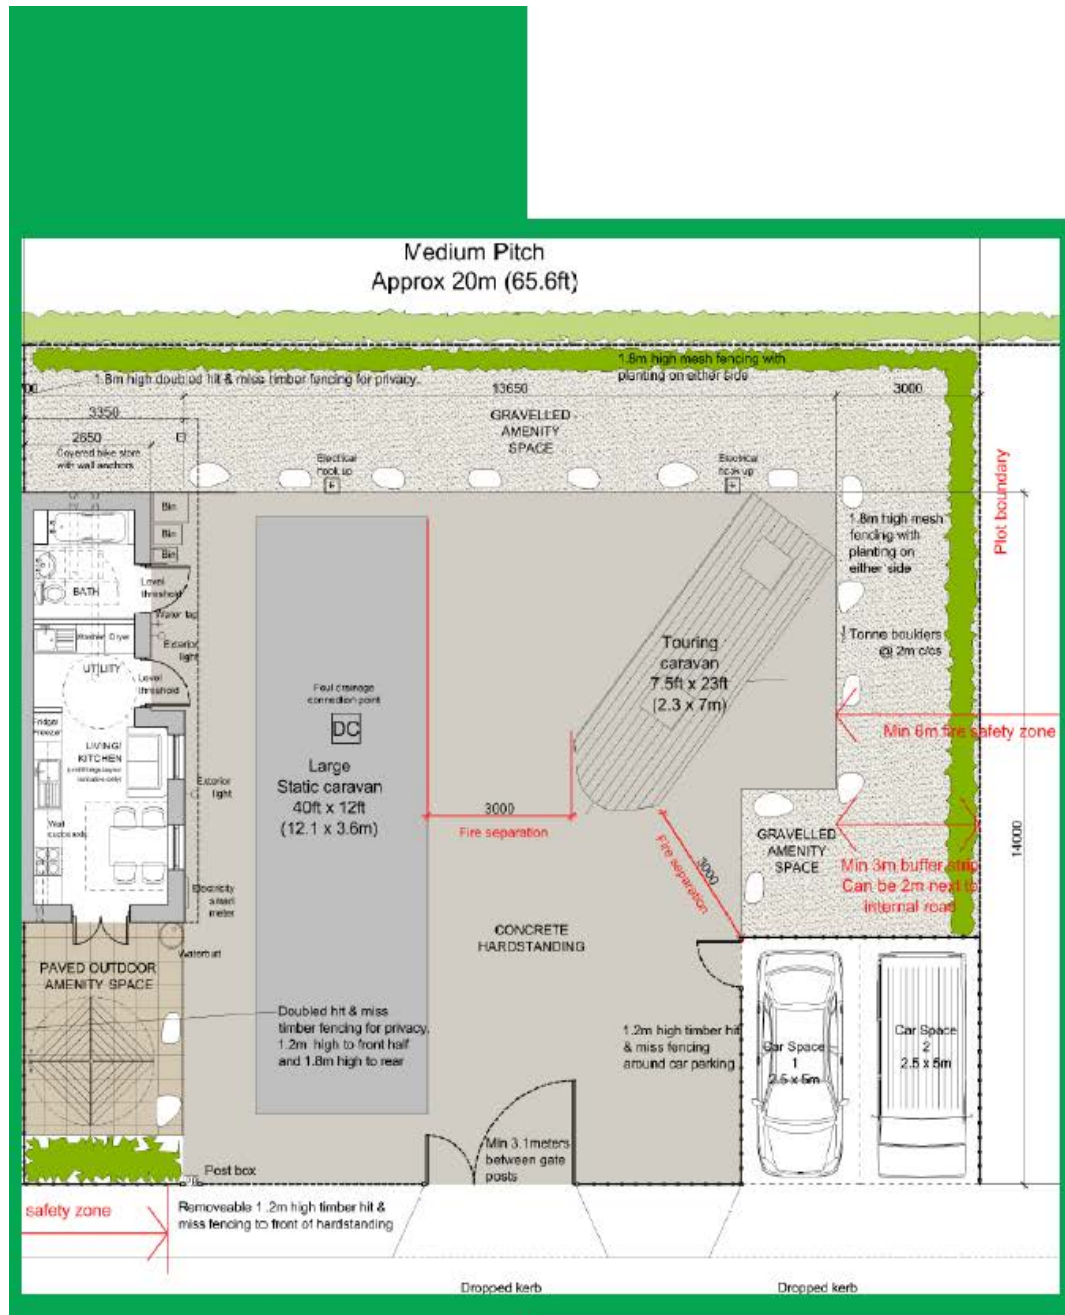 Medium Pitch
Approx 20m (65.6ft)
1.8m high doubled hit & miss timber fencing for privacy.
1.8m high mesh fencing with
planting on either side
700
13650
3000
3350
2650
Covered bike store
with wall anchors
GRAVELLED
AMENITY
SPACE
Electrical
hook up
Electrical
hook up
Bin
Bin
Bin
BATH
Level
threshold
Water tap
Exterior
light
Washer
Dryer
UTILITY
Level
threshold
Fridge/
Freezer
LIVING/
KITCHEN
Exterior
light
Wall
cupboards
Electricity
smart
meter
Waterbutt
PAVED OUTDOOR
AMENITY SPACE
Foul drainage
connection point
DC
Large
Static caravan
40ft x 12ft
(12.1 x 3.6m)
3000
Fire separation
Touring
caravan
7.5ft x 23ft
(2.3 x 7m)
3000
Fire separation
1.8m high mesh
fencing with
planting on
either side
Plot boundary
Tonne boulders
@ 2m c/cs
Min 6m fire safety zone
14000
GRAVELLED
AMENITY
SPACE
Min 3m buffer strip
Can be 2m next to
internal road
CONCRETE
HARDSTANDING
Doubled hit & miss
timber fencing for privacy.
1.2m high to front half
and 1.8m high to rear
1.2m high timber hit
& miss fencing
around car parking
Car Space
1
2.5 x 5m
Car Space
2
2.5 x 5m
Min 3.1meters
between gate
posts
Post box
safety zone
Removeable 1.2m high timber hit &
miss fencing to front of hardstanding
Dropped kerb
Dropped kerb